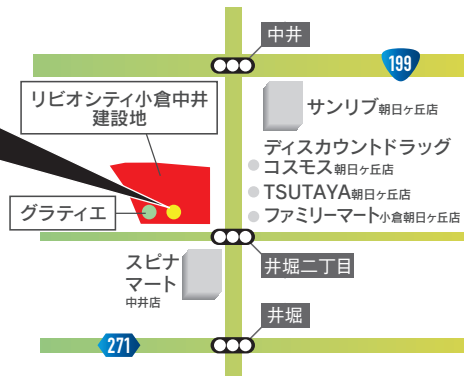 中井
199
リビオシティ小倉中井
建設地
サンリブ朝日ヶ丘店
ディスカウントドラッグ
コスモス朝日ヶ丘店
TSUTAYA朝日ヶ丘店
グラティエ
ファミリーマート小倉朝日ヶ丘店
スピナ
マート
中井店
井堀二丁目
井堀
271